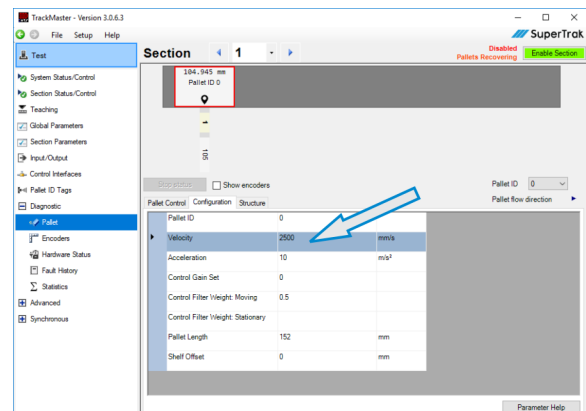 TrackMaster - Version 3.0.6.3
File Setup Help
SuperTrak
Test
Section 1
Disabled
Pallets Recovering
Enable Section
System Status/Control
Section Status/Control
Teaching
Global Parameters
Section Parameters
Input/Output
Control Interfaces
Pallet ID Tags
Diagnostic
Pallet
Encoders
Hardware Status
Fault History
Statistics
Advanced
Synchronous
104.945 mm
Pallet ID 0
1
105
Show encoders
Pallet ID 0
Pallet flow direction
Pallet Control Configuration Structure
Pallet ID 0
Velocity 2500 mm/s
Acceleration 10 m/s²
Control Gain Set 0
Control Filter Weight: Moving 0.5
Control Filter Weight: Stationary
Pallet Length 152 mm
Shelf Offset 0 mm
Parameter Help